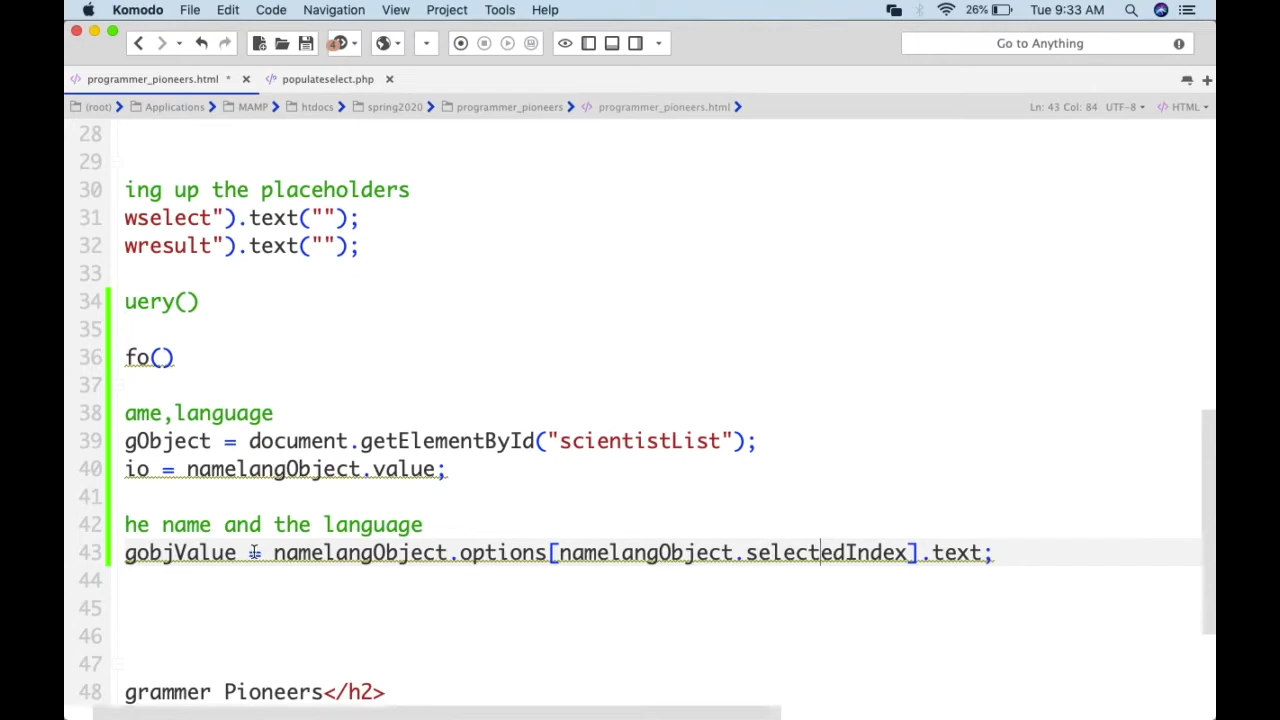 Komodo File Edit Code Navigation View Project Tools Help 26% Tue 9:33 AM
4 Go to Anything
programmer_pioneers.html * populateselect.php
(root) Applications MAMP htdocs spring2020 programmer_pioneers programmer_pioneers.html Ln: 43 Col: 84 UTF-8 HTML
28
29
30 ing up the placeholders
31 wselect").text("");
32 wresult").text("");
33
34 uery()
35
36 fo()
37
38 ame,language
39 gObject = document.getElementById("scientistList");
40 io = namelangObject.value;
41
42 he name and the language
43 gobjValue = namelangObject.options[namelangObject.selectedIndex].text;
44
45
46
47
48 grammer Pioneers</h2>